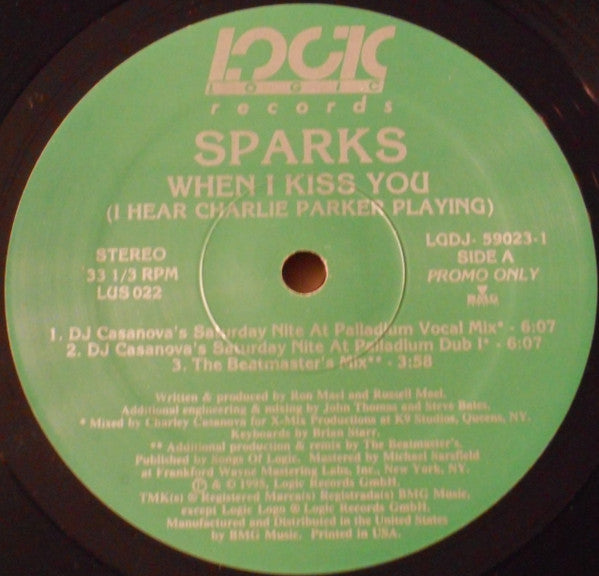 LOGIC
LOGIC
records
SPARKS
WHEN I KISS YOU
(I HEAR CHARLIE PARKER PLAYING)
STEREO
33 1/3 RPM
LUS 022
LGDJ- 59023-1
SIDE A
PROMO ONLY
BMG
1. DJ Casanova's Saturday Nite At Palladium Vocal Mix* - 6:07
2. DJ Casanova's Saturday Nite At Palladium Dub I* - 6:07
3. The Beatmaster's Mix** - 3:58
Written & produced by Ron Mael and Russell Mael.
Additional engineering & mixing by John Thomas and Steve Bates.
* Mixed by Charley Casanova for X-Mix Productions at K9 Studios, Queens, NY.
Keyboards by Brian Starr.
** Additional production & remix by The Beatmaster's.
Published by Songs Of Logic. Mastered by Michael Sarsfield
at Frankford Wayne Mastering Labs, Inc., New York, NY.
℗ & © 1995, Logic Records GmbH.
TMK(s) ® Registered Marca(s) Registrada(s) BMG Music,
except Logic Logo ® Logic Records GmbH.
Manufactured and Distributed in the United States
by BMG Music. Printed in USA.